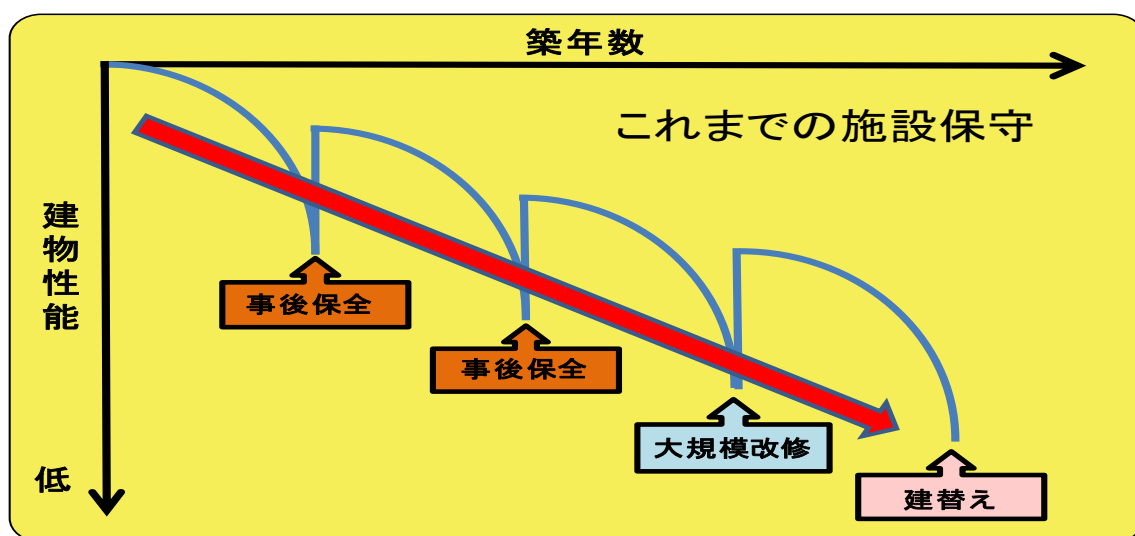 築年数
これまでの施設保守
建物性能
低
事後保全
事後保全
大規模改修
建替え